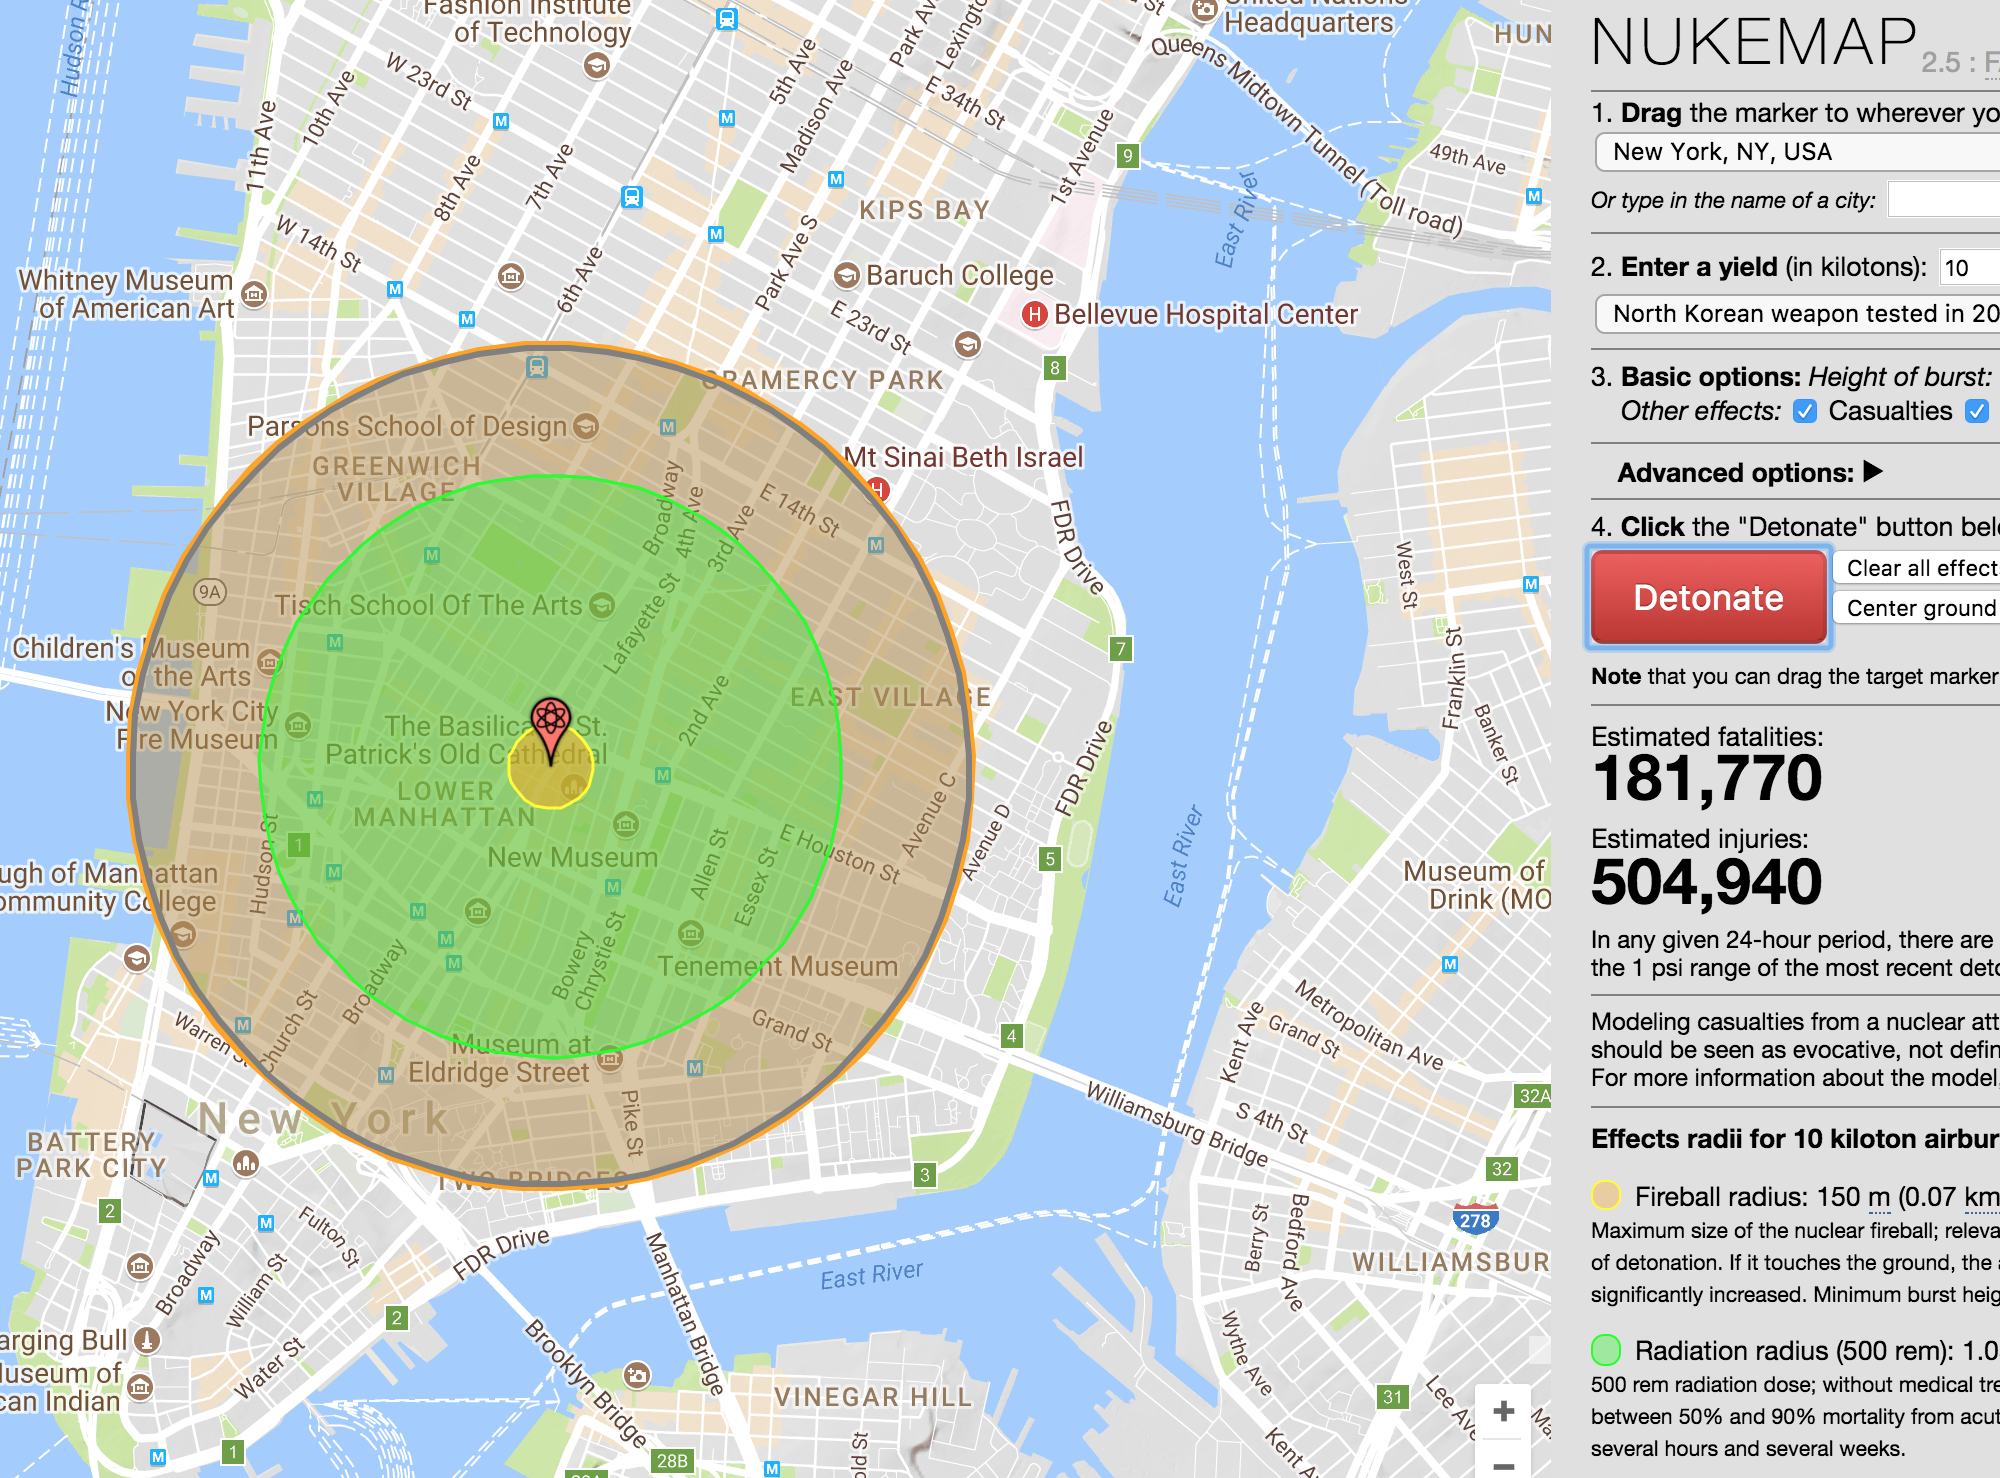 Fashion Institute
of Technology
United Nations
Headquarters
HUN
Hudson R
W 23rd St
10th Ave
11th Ave
8th Ave
7th Ave
5th Ave
Madison Ave
Park Av
Lexing
E 34th St
1st Avenue
9
Queens Midtown Tunnel (Toll road)
49th Ave
East River
KIPS BAY
W 14th St
6th Ave
Park Ave S
Whitney Museum
of American Art
Baruch College
E 23rd St
Bellevue Hospital Center
8
GRAMERCY PARK
Parsons School of Design
GREENWICH
VILLAGE
Mt Sinai Beth Israel
Broadway
4th Ave
3rd Ave
E 14th St
FDR Drive
West St
9A
Tisch School Of The Arts
Lafayette St
Children's Museum
of the Arts
7
Franklin St
Banker St
EAST VILLAGE
2nd Ave
New York City
Fire Museum
The Basilica of St.
Patrick's Old Cathedral
LOWER
MANHATTAN
FDR Drive
Avenue C
Avenue D
East River
1
Hudson St
New Museum
Allen St
Essex St
E Houston St
5
Museum of
Drink (MO
ugh of Manhattan
ommunity College
Broadway
Bowery
Chrystie St
Tenement Museum
Warren St
Church St
Museum at
Eldridge Street
Grand St
4
Metropolitan Ave
Grand St
Kent Ave
Williamsburg Bridge
S 4th St
32A
New York
Pike St
BATTERY
PARK CITY
TWO BRIDGES
3
32
2
278
Fulton St
Broadway
William St
FDR Drive
Manhattan Bridge
East River
Berry St
Bedford Ave
WILLIAMSBUR
2
arging Bull
Museum of
can Indian
Water St
Brooklyn Bridge
VINEGAR HILL
Wythe Ave
31
Lee Ave
Kent A
Ma
old St
1
28B
+
−
NUKEMAP 2.5 : FA
1. Drag the marker to wherever yo
New York, NY, USA
Or type in the name of a city:
2. Enter a yield (in kilotons): 10
North Korean weapon tested in 20
3. Basic options: Height of burst:
Other effects: Casualties
Advanced options: ▶
4. Click the "Detonate" button belo
Detonate
Clear all effects
Center ground
Note that you can drag the target marker
Estimated fatalities:
181,770
Estimated injuries:
504,940
In any given 24-hour period, there are
the 1 psi range of the most recent deto
Modeling casualties from a nuclear att
should be seen as evocative, not defin
For more information about the model,
Effects radii for 10 kiloton airbur
Fireball radius: 150 m (0.07 km
Maximum size of the nuclear fireball; releva
of detonation. If it touches the ground, the a
significantly increased. Minimum burst heig
Radiation radius (500 rem): 1.0
500 rem radiation dose; without medical tre
between 50% and 90% mortality from acut
several hours and several weeks.